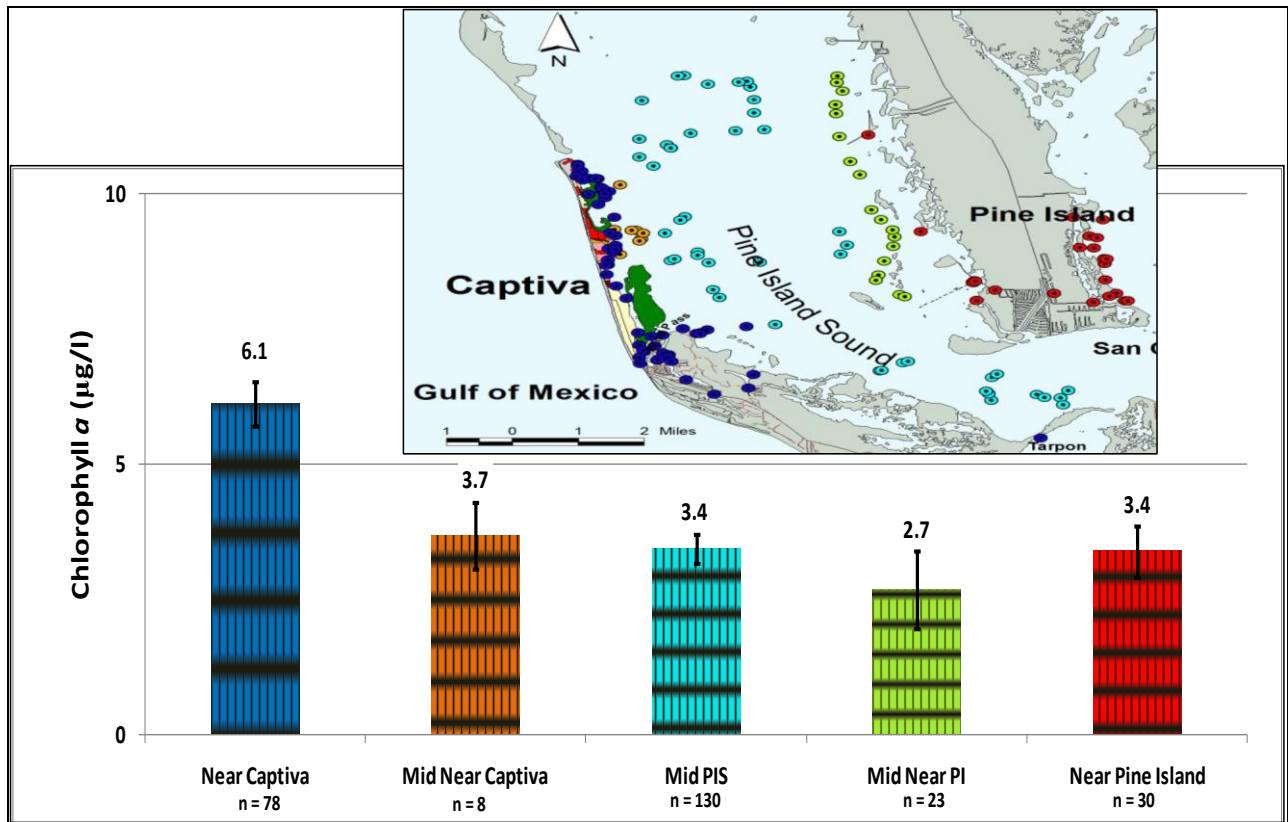 N
Pine Island
Captiva
Pine Island Sound
Pass
San
Gulf of Mexico
1 0 1 2 Miles
Tarpon
10
5
0
Chlorophyll a (µg/l)
6.1
3.7
3.4
2.7
3.4
Near Captiva
n = 78
Mid Near Captiva
n = 8
Mid PIS
n = 130
Mid Near PI
n = 23
Near Pine Island
n = 30